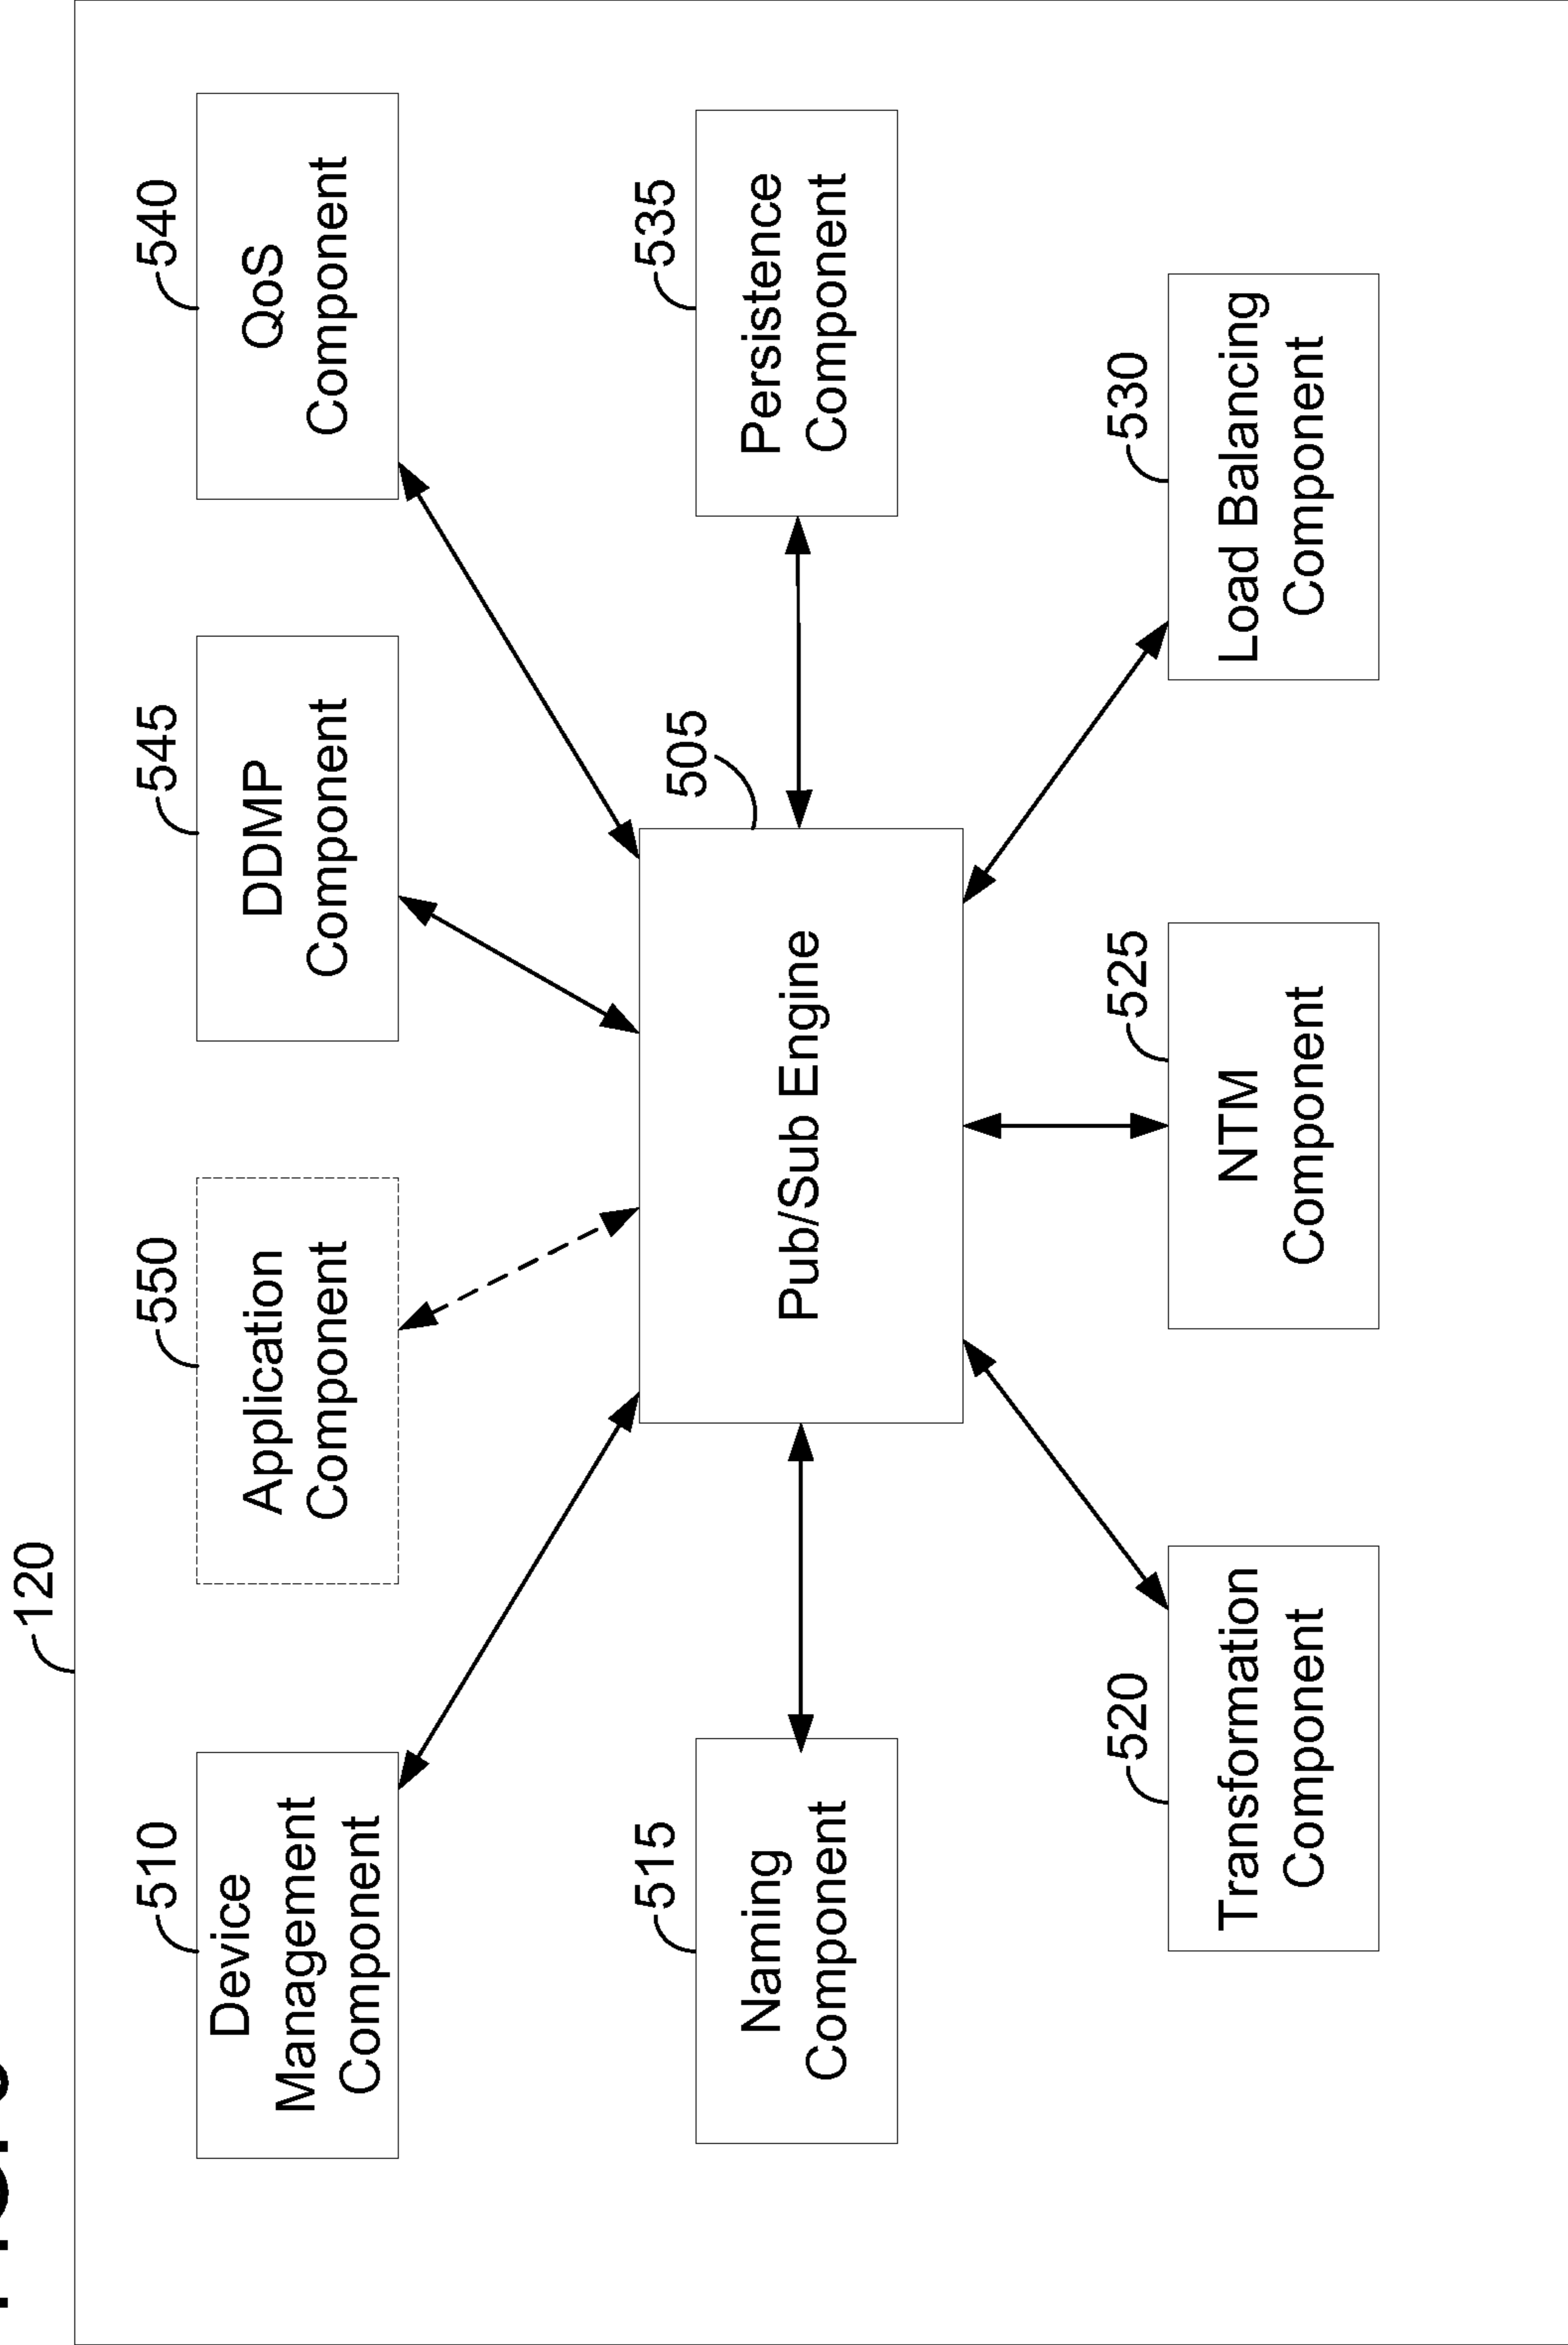 120
510
Device
Management
Component
550
Application
Component
545
DDMP
Component
540
QoS
Component
515
Naming
Component
505
Pub/Sub Engine
535
Persistence
Component
520
Transformation
Component
525
NTM
Component
530
Load Balancing
Component